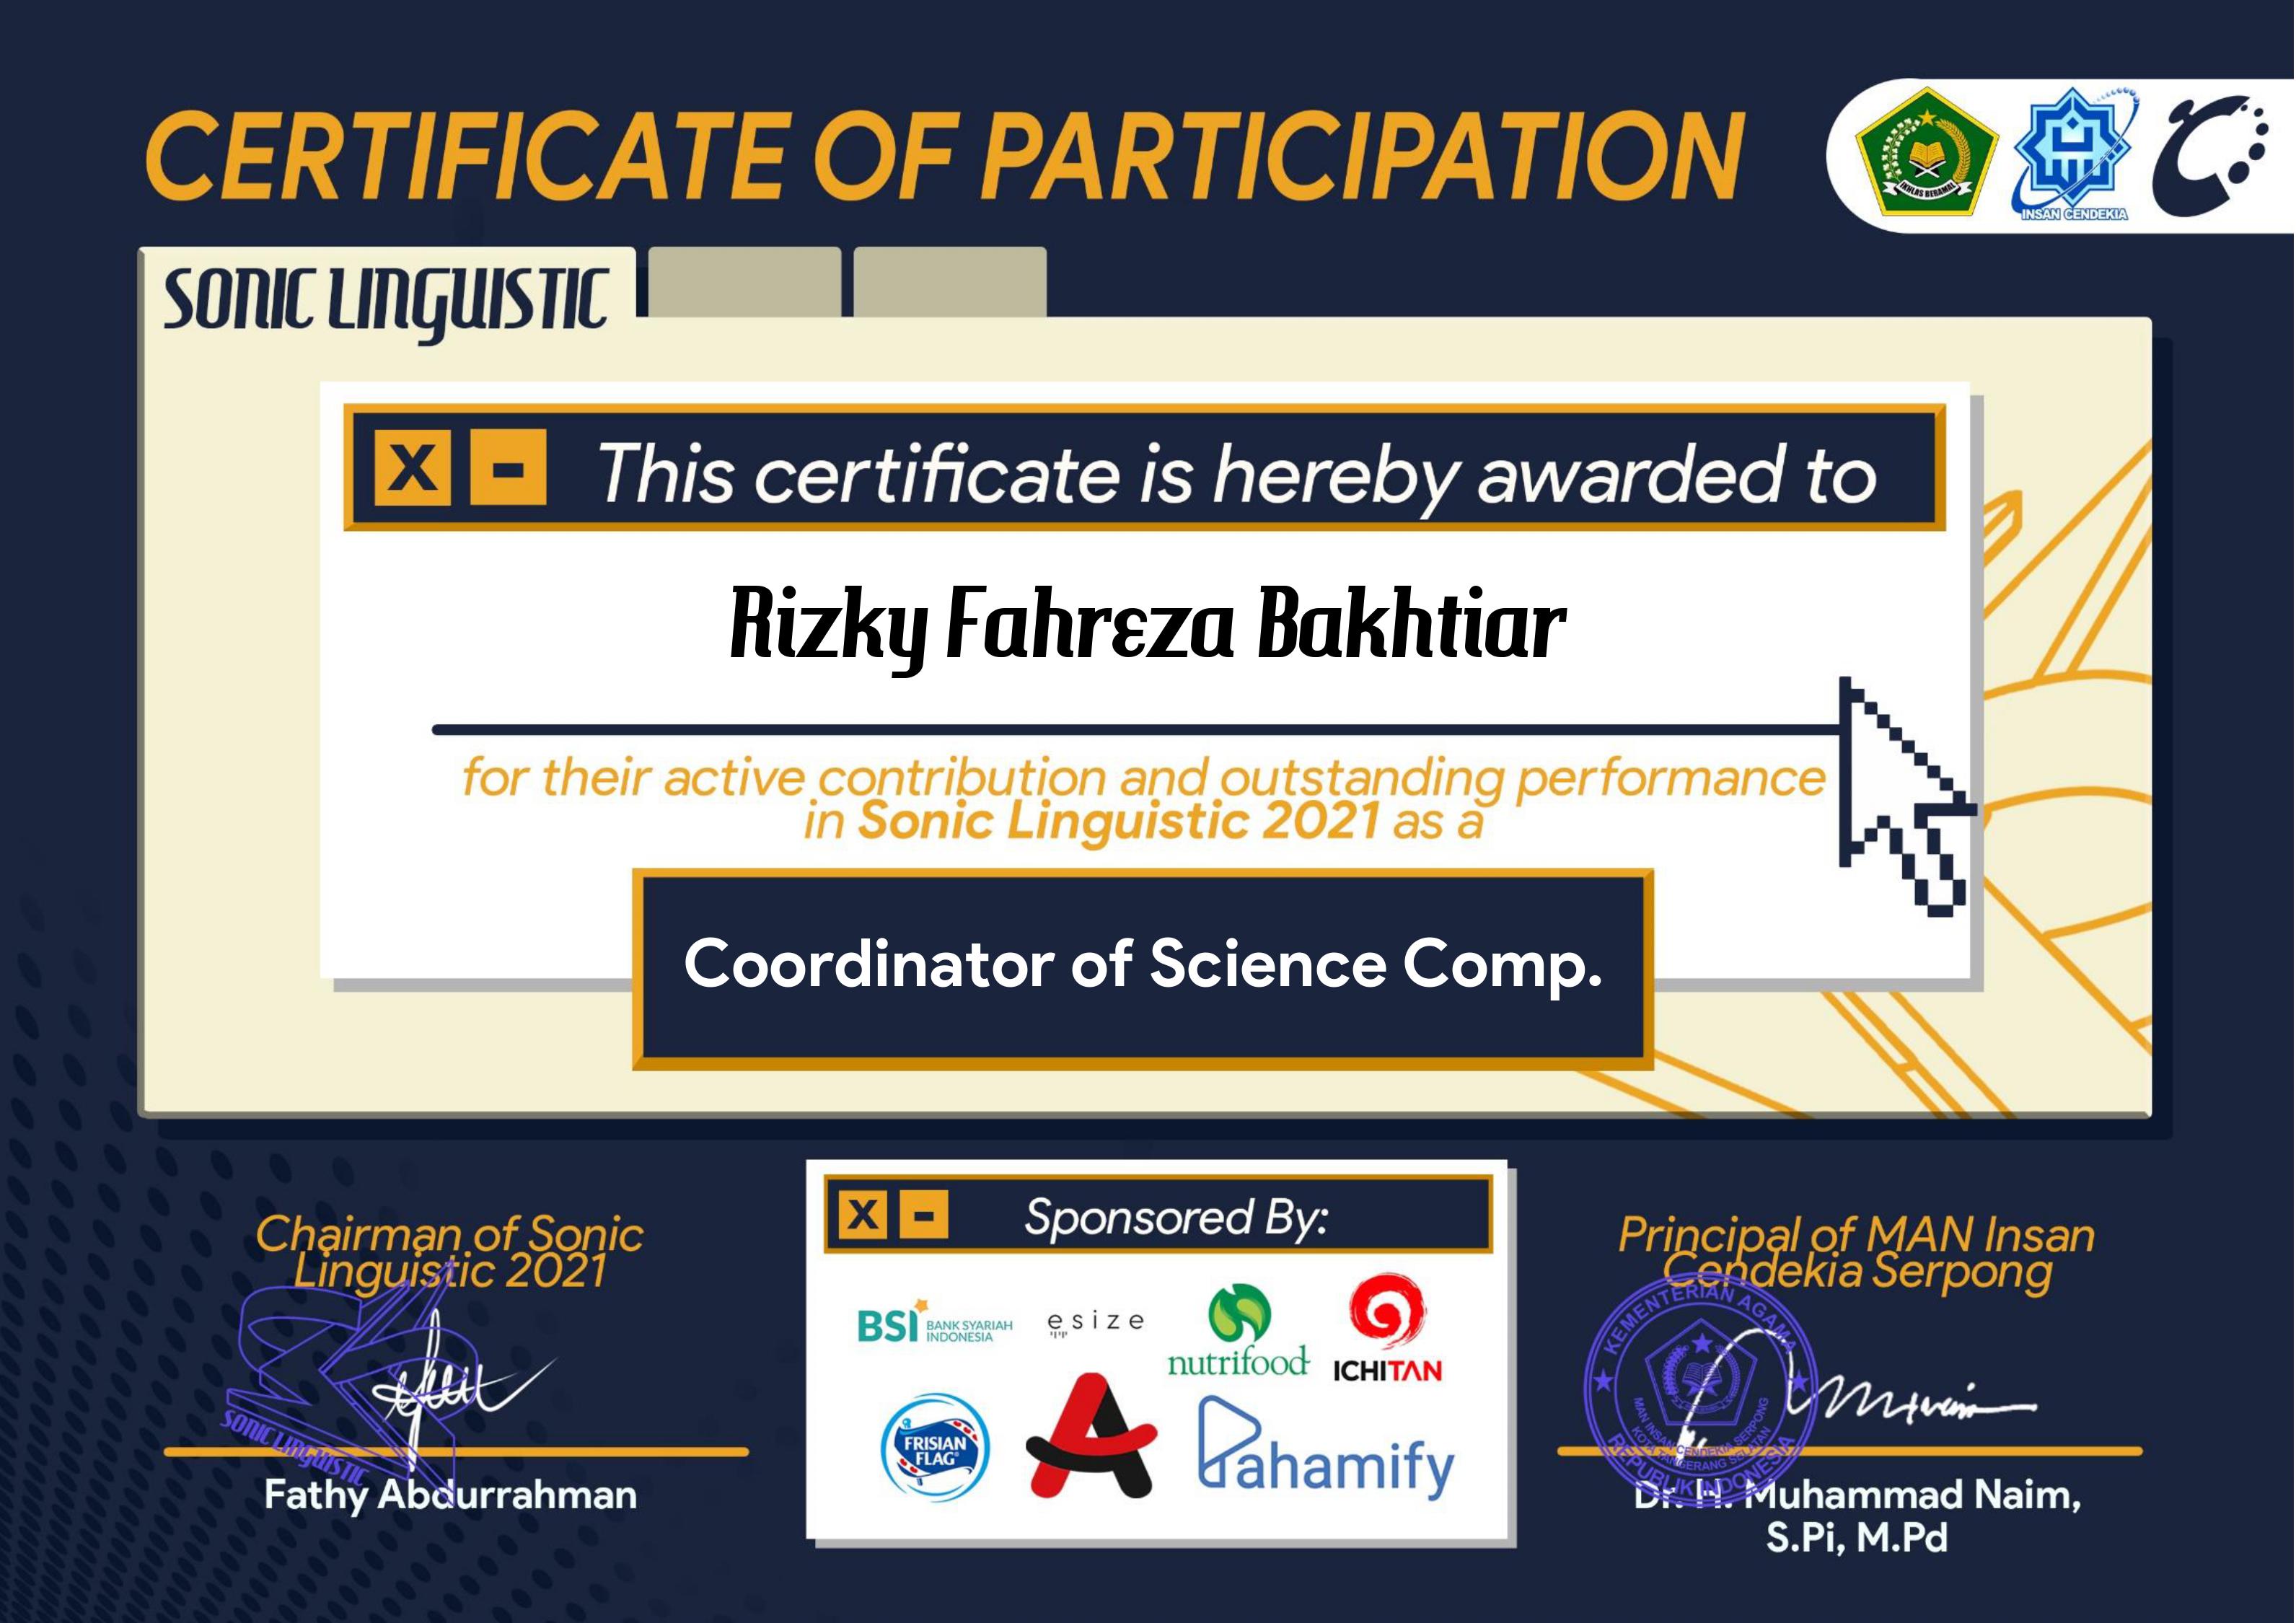 CERTIFICATE OF PARTICIPATION
IKHLAS BERAMAL
INSAN CENDEKIA
SONIC LINGUISTIC
X -
This certificate is hereby awarded to
Rizky Fahreza Bakhtiar
for their active contribution and outstanding performance
in Sonic Linguistic 2021 as a
Coordinator of Science Comp.
Chairman of Sonic
Linguistic 2021
SONIC LINGUISTIC
Fathy Abdurrahman
X -
Sponsored By:
BSI BANK SYARIAH
INDONESIA
esize
nutrifood
ICHITAN
FRISIAN
FLAG
Pahamify
Principal of MAN Insan
Cendekia Serpong
KEMENTERIAN AGAMA
MAN INSAN CENDEKIA SERPONG
KOTA TANGERANG SELATAN
REPUBLIK INDONESIA
Dr. H. Muhammad Naim,
S.Pi, M.Pd